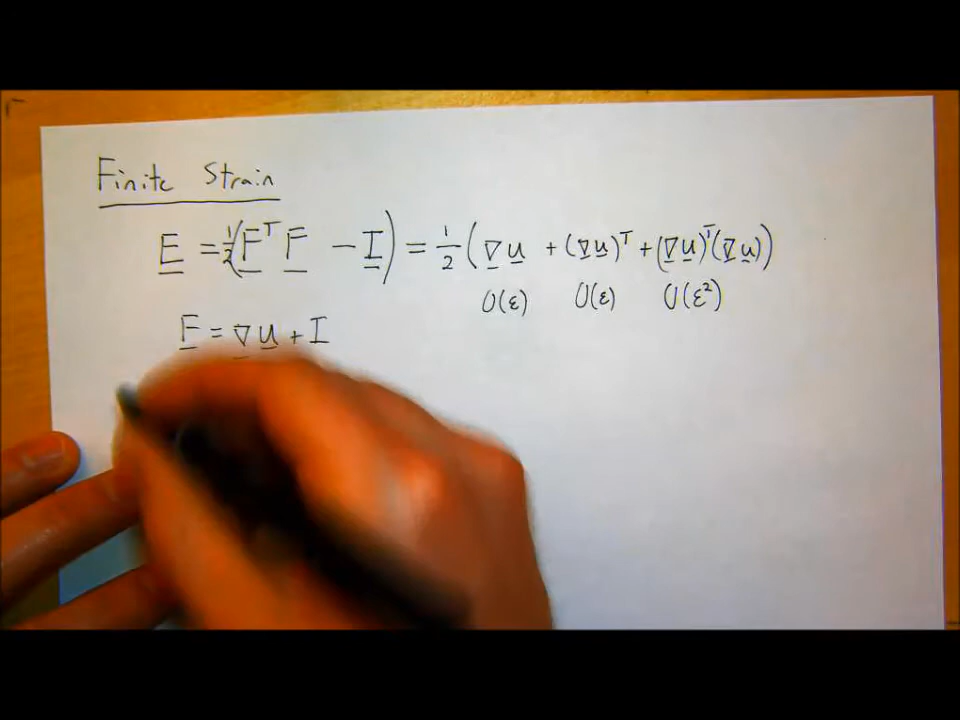 Finite Strain
E = ½(FᵀF − I) = ½(∇u + (∇u)ᵀ + (∇u)ᵀ(∇u))
O(ε) O(ε) O(ε²)
F = ∇u + I